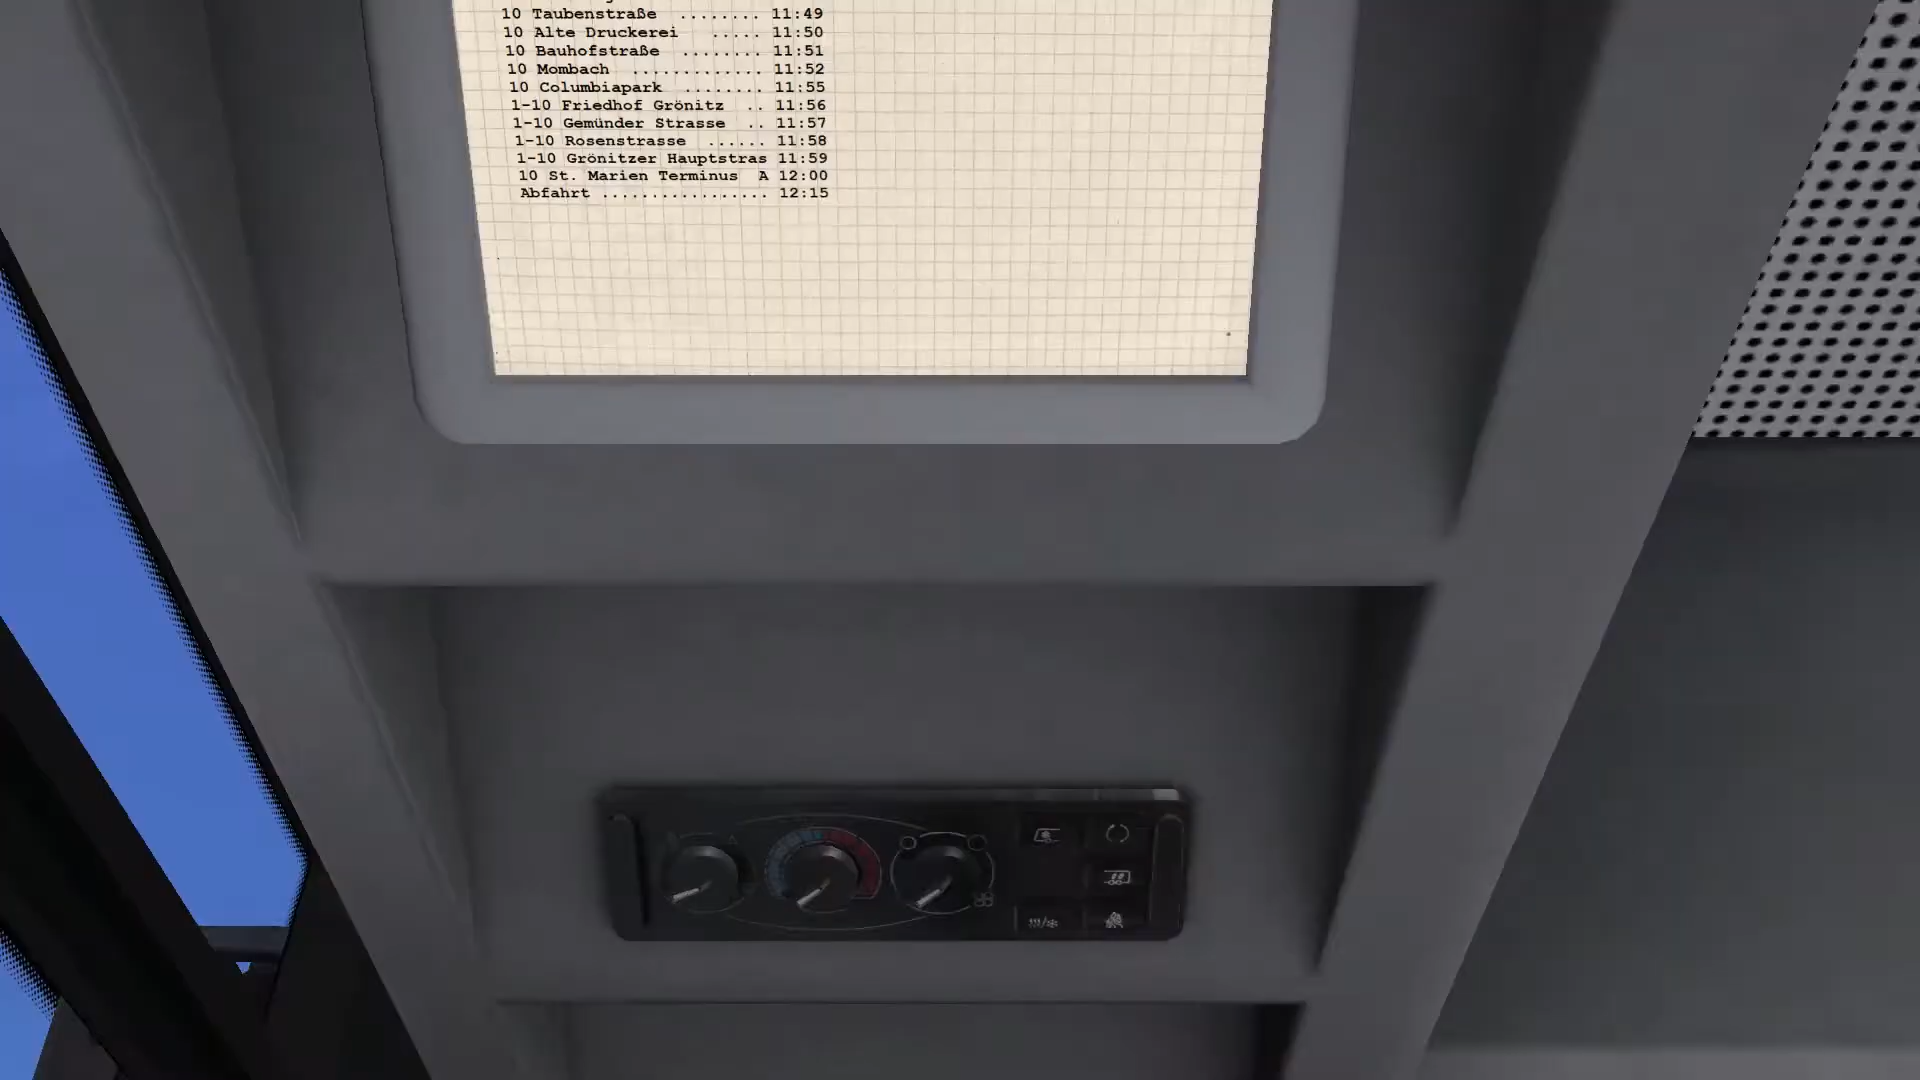 10 Taubenstraße ........ 11:49
10 Alte Druckerei ..... 11:50
10 Bauhofstraße ........ 11:51
10 Mombach ............. 11:52
10 Columbiapark ........ 11:55
1-10 Friedhof Grönitz .. 11:56
1-10 Gemünder Strasse .. 11:57
1-10 Rosenstrasse ...... 11:58
1-10 Grönitzer Hauptstras 11:59
10 St. Marien Terminus A 12:00
Abfahrt ................ 12:15